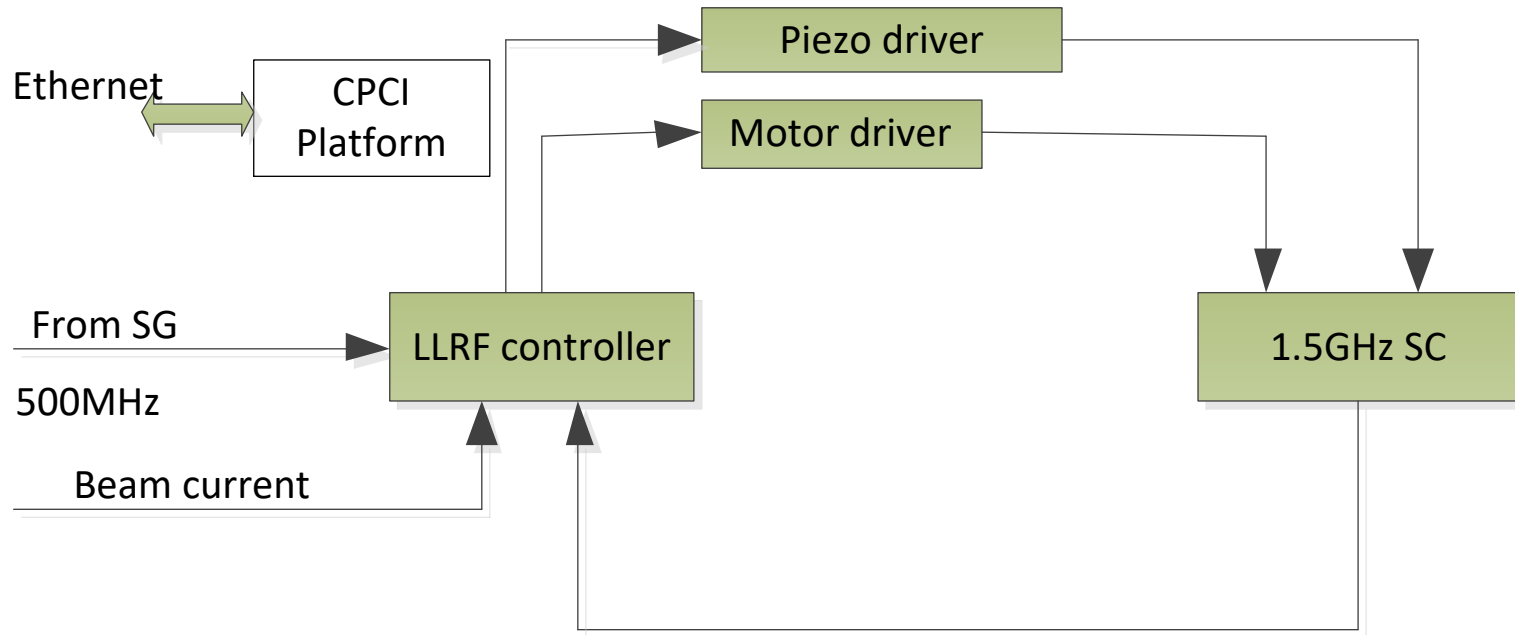 Piezo driver
Ethernet
CPCI
Platform
Motor driver
From SG
LLRF controller
1.5GHz SC
500MHz
Beam current